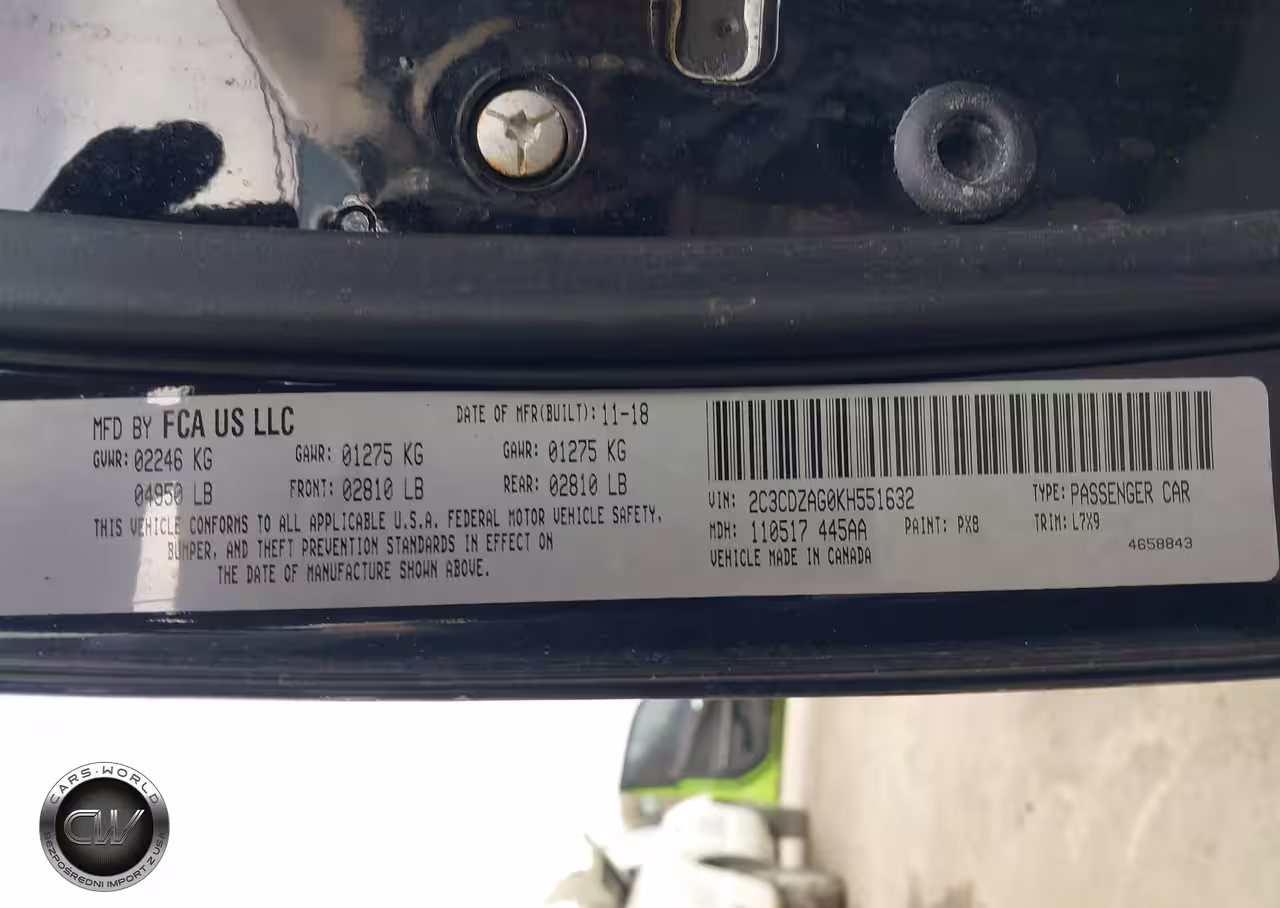 MFD BY FCA US LLC
DATE OF MFR(BUILT): 11-18
GVWR: 02246 KG
GAWR: 01275 KG
GAWR: 01275 KG
04950 LB
FRONT: 02810 LB
REAR: 02810 LB
THIS VEHICLE CONFORMS TO ALL APPLICABLE U.S.A. FEDERAL MOTOR VEHICLE SAFETY,
BUMPER, AND THEFT PREVENTION STANDARDS IN EFFECT ON
THE DATE OF MANUFACTURE SHOWN ABOVE.
VIN: 2C3CDZAG0KH551632
TYPE: PASSENGER CAR
MDH: 110517 445AA
PAINT: PX8
TRIM: L7X9
VEHICLE MADE IN CANADA
4658843
CARS·WORLD
CW
BEZPOŚREDNI IMPORT Z USA